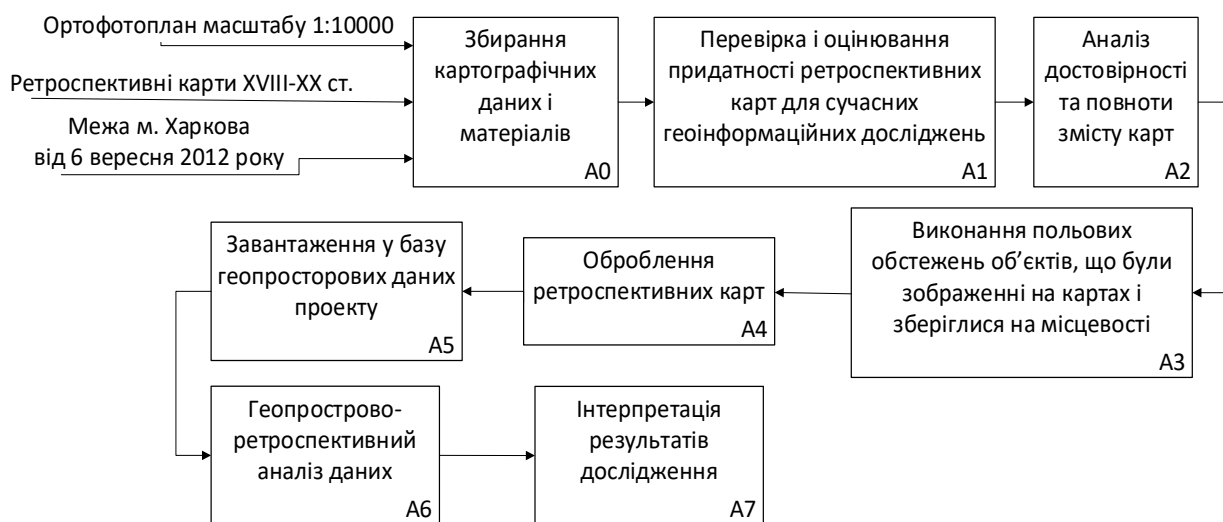 Ортофотоплан масштабу 1:10000
Ретроспективні карти XVIII-XX ст.
Межа м. Харкова
від 6 вересня 2012 року
Збирання
картографічних
даних і
матеріалів
A0
Перевірка і оцінювання
придатності ретроспективних
карт для сучасних
геоінформаційних досліджень
A1
Аналіз
достовірності
та повноти
змісту карт
A2
Завантаження у базу
геопросторових даних
проекту
A5
Оброблення
ретроспективних карт
A4
Виконання польових
обстежень об’єктів, що були
зображенні на картах і
зберіглися на місцевості
A3
Геопрострово-
ретроспективний
аналіз даних
A6
Інтерпретація
результатів
дослідження
A7